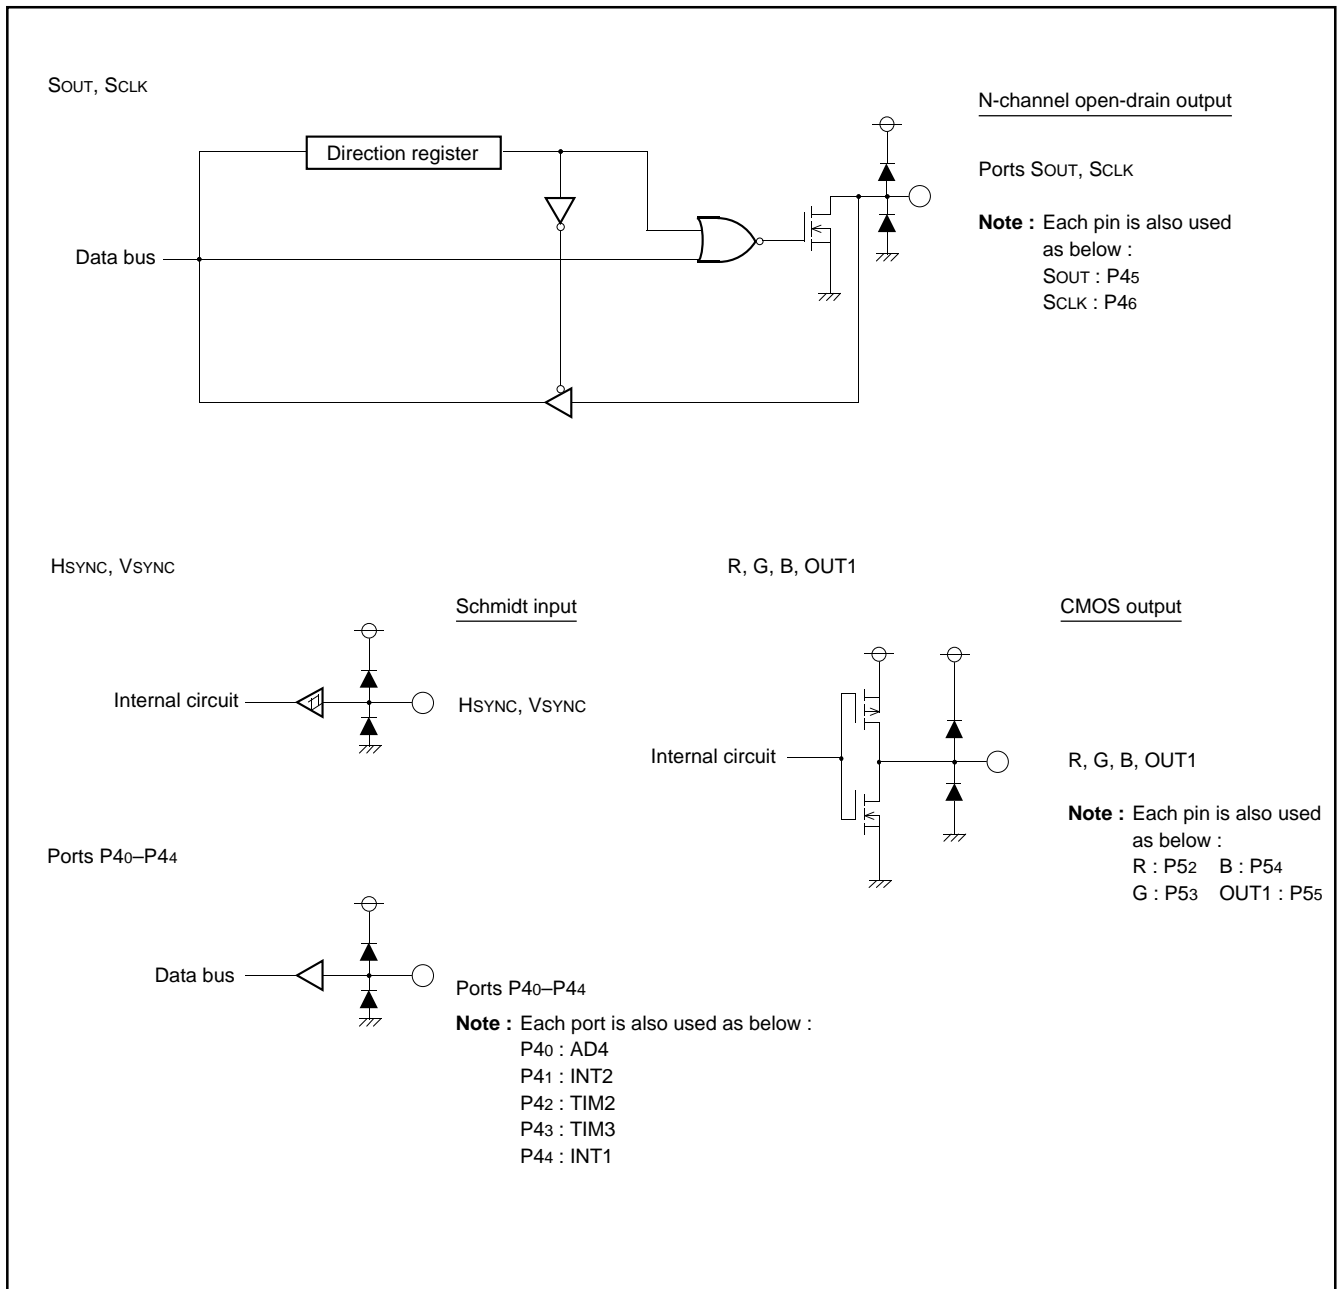 SOUT, SCLK
N-channel open-drain output
Direction register
Ports SOUT, SCLK
Note : Each pin is also used
as below :
SOUT : P45
SCLK : P46
Data bus
HSYNC, VSYNC
Schmidt input
Internal circuit
HSYNC, VSYNC
R, G, B, OUT1
CMOS output
Internal circuit
R, G, B, OUT1
Note : Each pin is also used
as below :
R : P52 B : P54
G : P53 OUT1 : P55
Ports P40–P44
Data bus
Ports P40–P44
Note : Each port is also used as below :
P40 : AD4
P41 : INT2
P42 : TIM2
P43 : TIM3
P44 : INT1